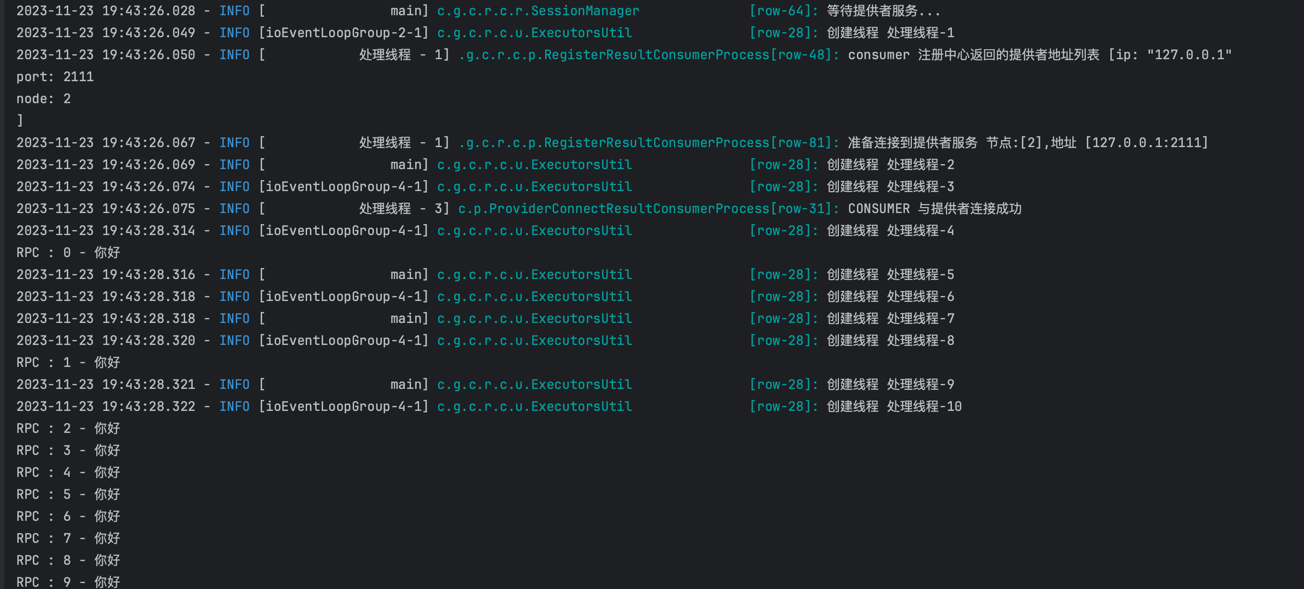 2023-11-23 19:43:26.028 - INFO [                main] c.g.c.r.c.r.SessionManager              [row-64]: 等待提供者服务...
2023-11-23 19:43:26.049 - INFO [ioEventLoopGroup-2-1] c.g.c.r.c.u.ExecutorsUtil               [row-28]: 创建线程 处理线程-1
2023-11-23 19:43:26.050 - INFO [            处理线程 - 1] .g.c.r.c.p.RegisterResultConsumerProcess[row-48]: consumer 注册中心返回的提供者地址列表 [ip: "127.0.0.1"
port: 2111
node: 2
]
2023-11-23 19:43:26.067 - INFO [            处理线程 - 1] .g.c.r.c.p.RegisterResultConsumerProcess[row-81]: 准备连接到提供者服务 节点:[2],地址 [127.0.0.1:2111]
2023-11-23 19:43:26.069 - INFO [                main] c.g.c.r.c.u.ExecutorsUtil               [row-28]: 创建线程 处理线程-2
2023-11-23 19:43:26.074 - INFO [ioEventLoopGroup-4-1] c.g.c.r.c.u.ExecutorsUtil               [row-28]: 创建线程 处理线程-3
2023-11-23 19:43:26.075 - INFO [            处理线程 - 3] c.p.ProviderConnectResultConsumerProcess[row-31]: CONSUMER 与提供者连接成功
2023-11-23 19:43:28.314 - INFO [ioEventLoopGroup-4-1] c.g.c.r.c.u.ExecutorsUtil               [row-28]: 创建线程 处理线程-4
RPC : 0 - 你好
2023-11-23 19:43:28.316 - INFO [                main] c.g.c.r.c.u.ExecutorsUtil               [row-28]: 创建线程 处理线程-5
2023-11-23 19:43:28.318 - INFO [ioEventLoopGroup-4-1] c.g.c.r.c.u.ExecutorsUtil               [row-28]: 创建线程 处理线程-6
2023-11-23 19:43:28.318 - INFO [                main] c.g.c.r.c.u.ExecutorsUtil               [row-28]: 创建线程 处理线程-7
2023-11-23 19:43:28.320 - INFO [ioEventLoopGroup-4-1] c.g.c.r.c.u.ExecutorsUtil               [row-28]: 创建线程 处理线程-8
RPC : 1 - 你好
2023-11-23 19:43:28.321 - INFO [                main] c.g.c.r.c.u.ExecutorsUtil               [row-28]: 创建线程 处理线程-9
2023-11-23 19:43:28.322 - INFO [ioEventLoopGroup-4-1] c.g.c.r.c.u.ExecutorsUtil               [row-28]: 创建线程 处理线程-10
RPC : 2 - 你好
RPC : 3 - 你好
RPC : 4 - 你好
RPC : 5 - 你好
RPC : 6 - 你好
RPC : 7 - 你好
RPC : 8 - 你好
RPC : 9 - 你好